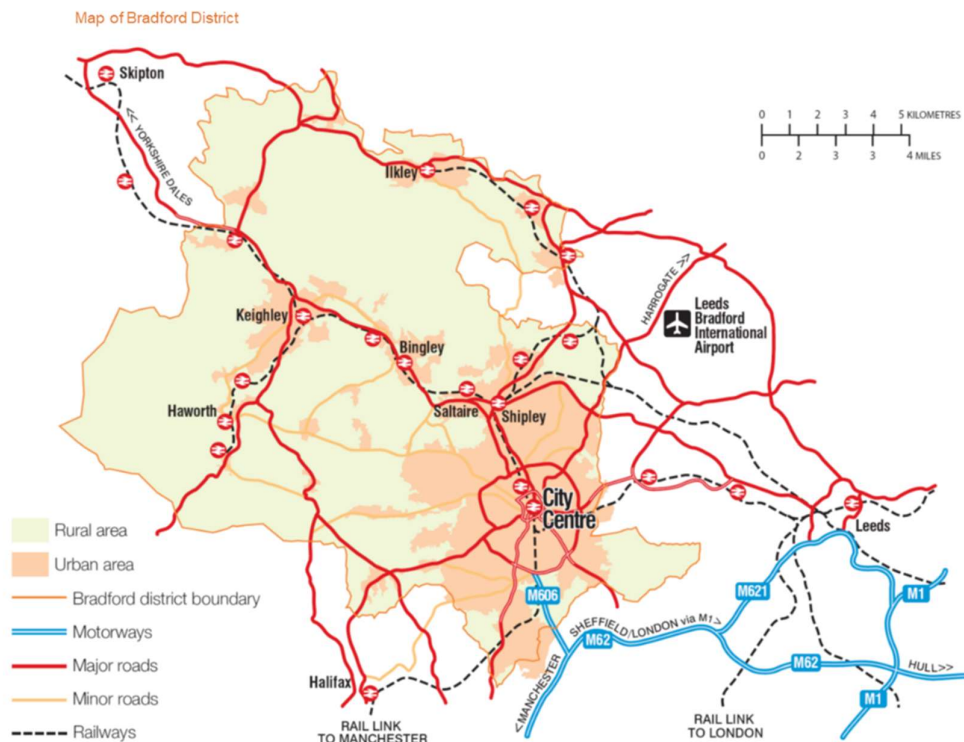 Map of Bradford District
Skipton
<< YORKSHIRE DALES
0 1 2 3 4 5 KILOMETRES
0 2 3 3 4 MILES
Ilkley
HARROGATE >>
Leeds
Bradford
International
Airport
Keighley
Bingley
Haworth
Saltaire
Shipley
City
Centre
Leeds
Rural area
Urban area
Bradford district boundary
Motorways
Major roads
Minor roads
Railways
M606
M621
M1
SHEFFIELD/LONDON via M1>
M62
M62
HULL>>
< MANCHESTER
M1
Halifax
RAIL LINK
TO MANCHESTER
RAIL LINK
TO LONDON